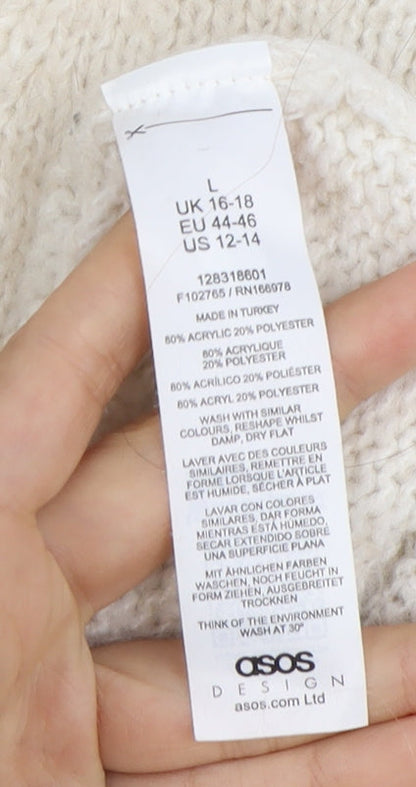 L
UK 16-18
EU 44-46
US 12-14
128318601
F102765 / RN166978
MADE IN TURKEY
80% ACRYLIC 20% POLYESTER
80% ACRYLIQUE
20% POLYESTER
80% ACRÍLICO 20% POLIÉSTER
80% ACRYL 20% POLYESTER
WASH WITH SIMILAR
COLOURS, RESHAPE WHILST
DAMP, DRY FLAT
LAVER AVEC DES COULEURS
SIMILAIRES, REMETTRE EN
FORME LORSQUE L'ARTICLE
EST HUMIDE, SÉCHER À PLAT
LAVAR CON COLORES
SIMILARES, DAR FORMA
MIENTRAS ESTÁ HÚMEDO,
SECAR EXTENDIDO SOBRE
UNA SUPERFICIE PLANA
MIT ÄHNLICHEN FARBEN
WASCHEN, NOCH FEUCHT IN
FORM ZIEHEN, AUSGEBREITET
TROCKNEN
THINK OF THE ENVIRONMENT
WASH AT 30°
asos
DESIGN
asos.com Ltd